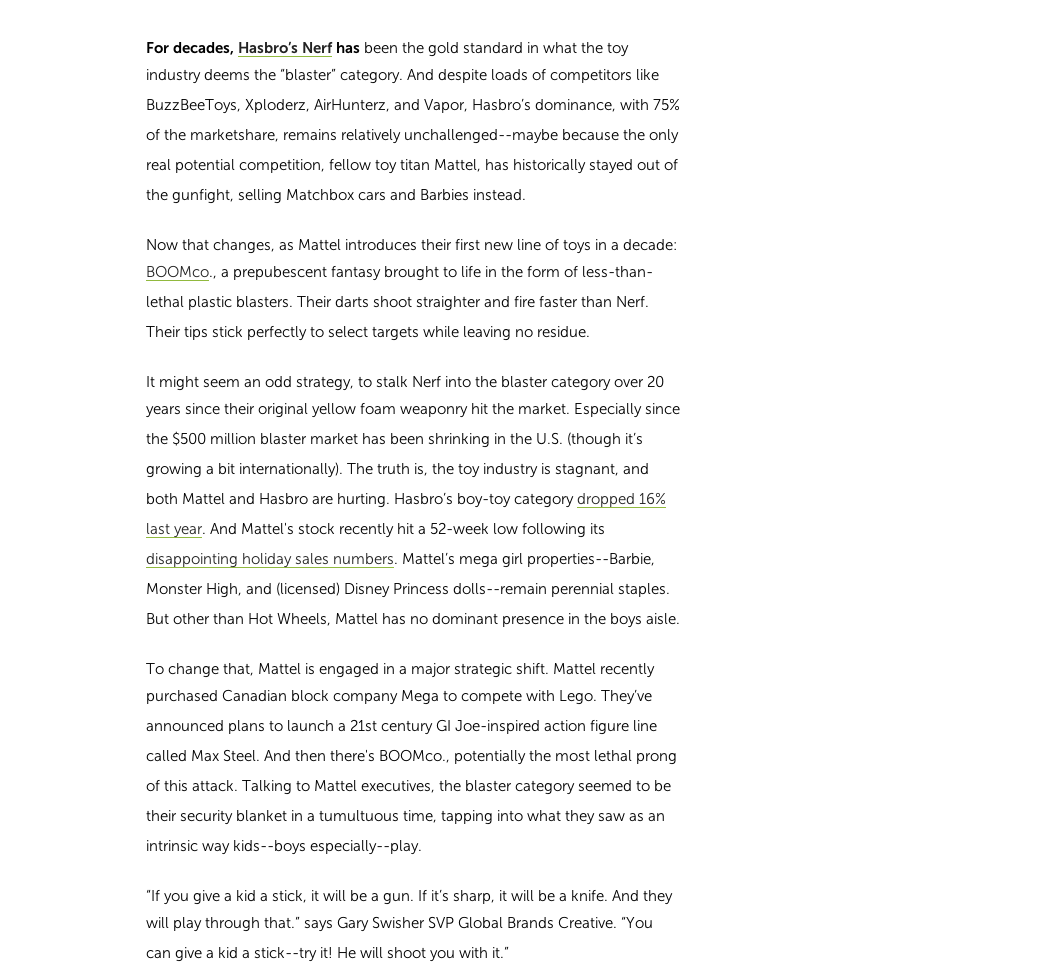 For decades, Hasbro’s Nerf has been the gold standard in what the toy
industry deems the “blaster” category. And despite loads of competitors like
BuzzBeeToys, Xploderz, AirHunterz, and Vapor, Hasbro’s dominance, with 75%
of the marketshare, remains relatively unchallenged--maybe because the only
real potential competition, fellow toy titan Mattel, has historically stayed out of
the gunfight, selling Matchbox cars and Barbies instead.
Now that changes, as Mattel introduces their first new line of toys in a decade:
BOOMco., a prepubescent fantasy brought to life in the form of less-than-
lethal plastic blasters. Their darts shoot straighter and fire faster than Nerf.
Their tips stick perfectly to select targets while leaving no residue.
It might seem an odd strategy, to stalk Nerf into the blaster category over 20
years since their original yellow foam weaponry hit the market. Especially since
the $500 million blaster market has been shrinking in the U.S. (though it’s
growing a bit internationally). The truth is, the toy industry is stagnant, and
both Mattel and Hasbro are hurting. Hasbro’s boy-toy category dropped 16%
last year. And Mattel's stock recently hit a 52-week low following its
disappointing holiday sales numbers. Mattel’s mega girl properties--Barbie,
Monster High, and (licensed) Disney Princess dolls--remain perennial staples.
But other than Hot Wheels, Mattel has no dominant presence in the boys aisle.
To change that, Mattel is engaged in a major strategic shift. Mattel recently
purchased Canadian block company Mega to compete with Lego. They’ve
announced plans to launch a 21st century GI Joe-inspired action figure line
called Max Steel. And then there's BOOMco., potentially the most lethal prong
of this attack. Talking to Mattel executives, the blaster category seemed to be
their security blanket in a tumultuous time, tapping into what they saw as an
intrinsic way kids--boys especially--play.
“If you give a kid a stick, it will be a gun. If it’s sharp, it will be a knife. And they
will play through that.” says Gary Swisher SVP Global Brands Creative. “You
can give a kid a stick--try it! He will shoot you with it.”